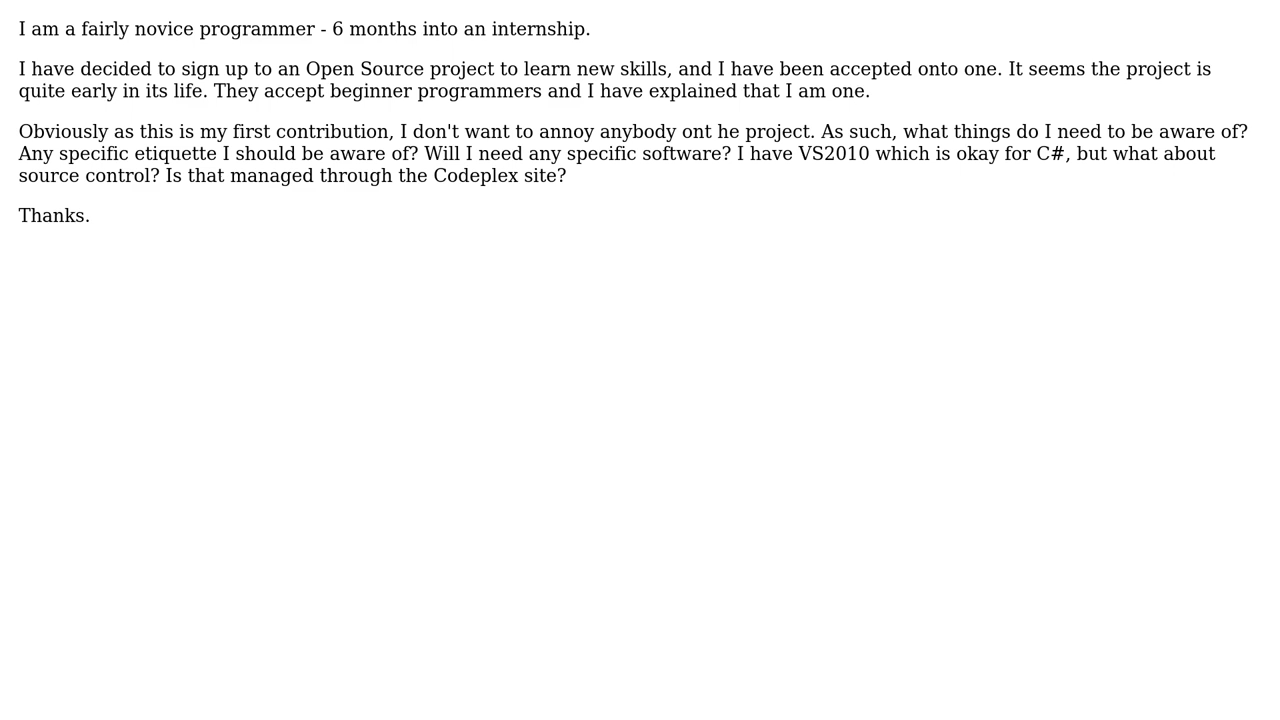 I am a fairly novice programmer - 6 months into an internship.
I have decided to sign up to an Open Source project to learn new skills, and I have been accepted onto one. It seems the project is
quite early in its life. They accept beginner programmers and I have explained that I am one.
Obviously as this is my first contribution, I don't want to annoy anybody ont he project. As such, what things do I need to be aware of?
Any specific etiquette I should be aware of? Will I need any specific software? I have VS2010 which is okay for C#, but what about
source control? Is that managed through the Codeplex site?
Thanks.